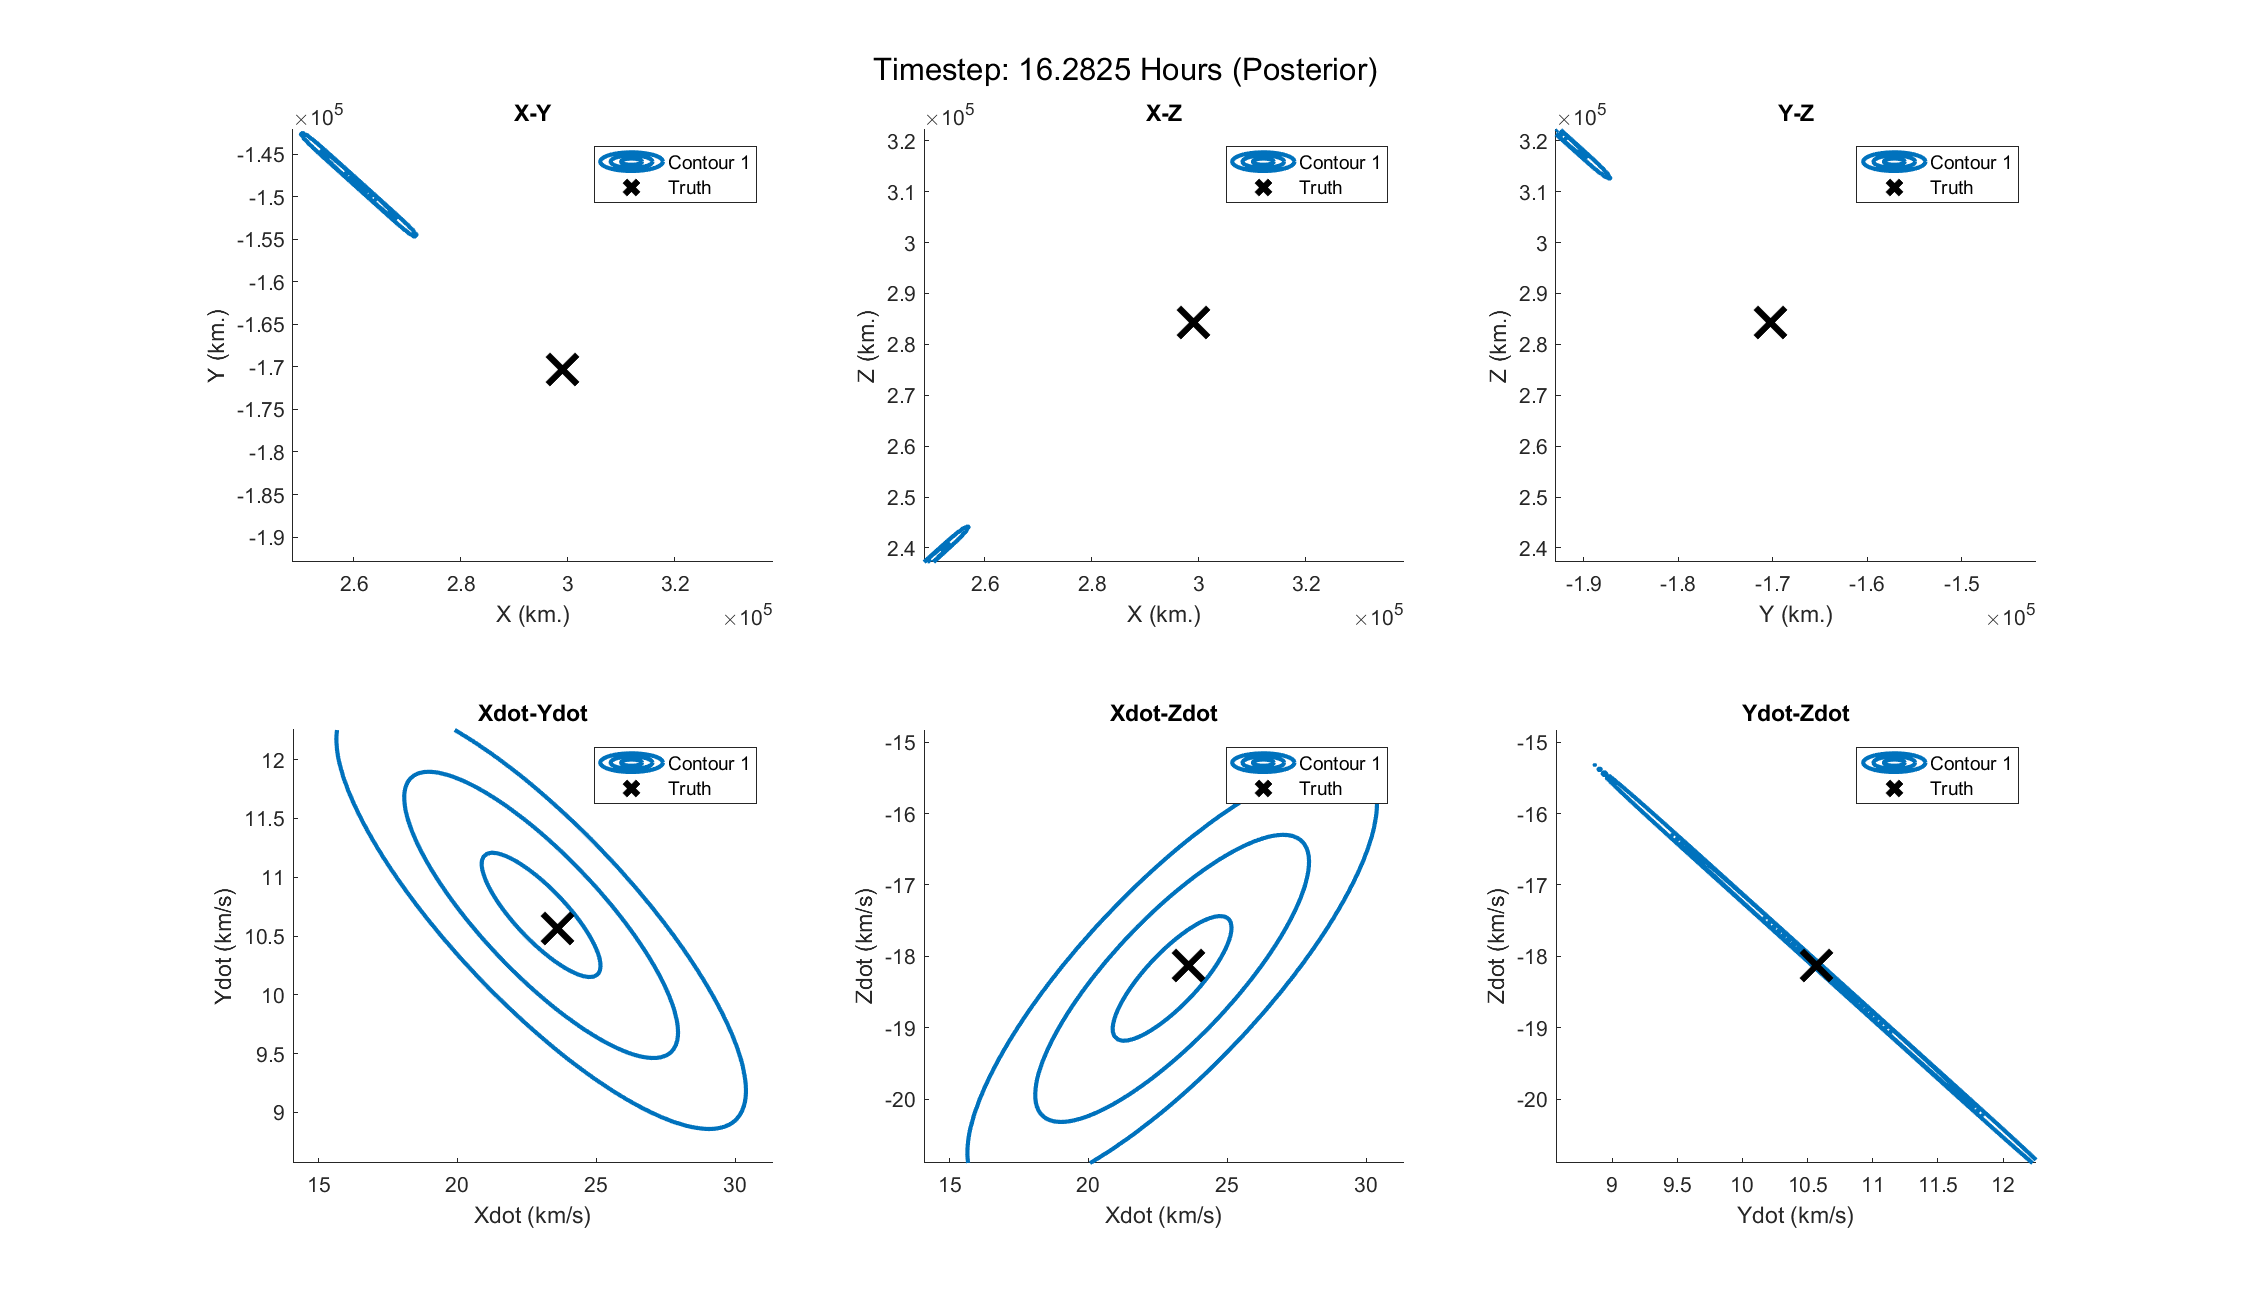 Timestep: 16.2825 Hours (Posterior)
X-Y
×10^5
-1.45
-1.5
-1.55
-1.6
-1.65
-1.7
-1.75
-1.8
-1.85
-1.9
Y (km.)
2.6 2.8 3 3.2
X (km.)
×10^5
Contour 1
Truth
X-Z
×10^5
3.2
3.1
3
2.9
2.8
2.7
2.6
2.5
2.4
Z (km.)
2.6 2.8 3 3.2
X (km.)
×10^5
Contour 1
Truth
Y-Z
×10^5
3.2
3.1
3
2.9
2.8
2.7
2.6
2.5
2.4
Z (km.)
-1.9 -1.8 -1.7 -1.6 -1.5
Y (km.)
×10^5
Contour 1
Truth
Xdot-Ydot
12
11.5
11
10.5
10
9.5
9
Ydot (km/s)
15 20 25 30
Xdot (km/s)
Contour 1
Truth
Xdot-Zdot
-15
-16
-17
-18
-19
-20
Zdot (km/s)
15 20 25 30
Xdot (km/s)
Contour 1
Truth
Ydot-Zdot
-15
-16
-17
-18
-19
-20
Zdot (km/s)
9 9.5 10 10.5 11 11.5 12
Ydot (km/s)
Contour 1
Truth